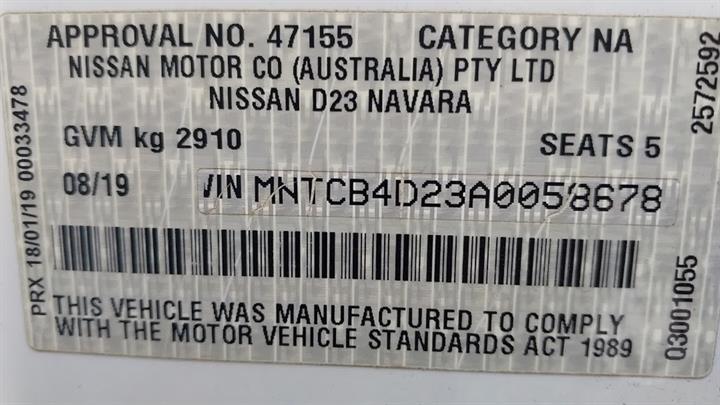 APPROVAL NO. 47155 CATEGORY NA
NISSAN MOTOR CO (AUSTRALIA) PTY LTD
NISSAN D23 NAVARA
GVM kg 2910 SEATS 5
08/19 VIN MNTCB4D23A0058678
THIS VEHICLE WAS MANUFACTURED TO COMPLY
WITH THE MOTOR VEHICLE STANDARDS ACT 1989
PRX 18/01/19 00033478
2572592
Q3001055